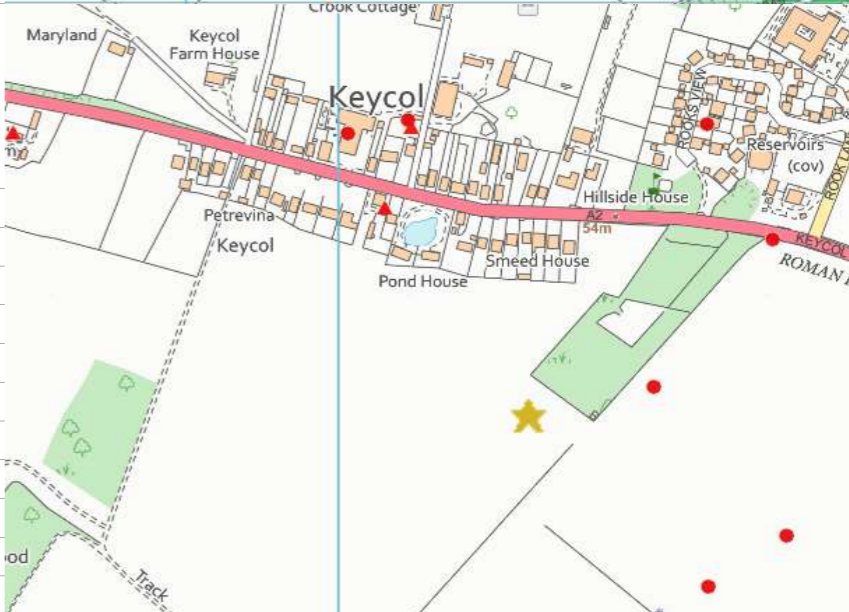 Crook Cottage
Maryland
Keycol
Farm House
Keycol
ROOKS VIEW
Reservoirs
(cov)
Hillside House
A2
54m
Petrevina
Keycol
Smeed House
Pond House
KEYCOL
ROMAN
Track